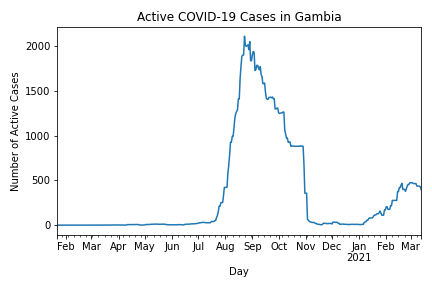 Active COVID-19 Cases in Gambia
Number of Active Cases
2000
1500
1000
500
0
Feb Mar Apr May Jun Jul Aug Sep Oct Nov Dec Jan Feb Mar
2021
Day